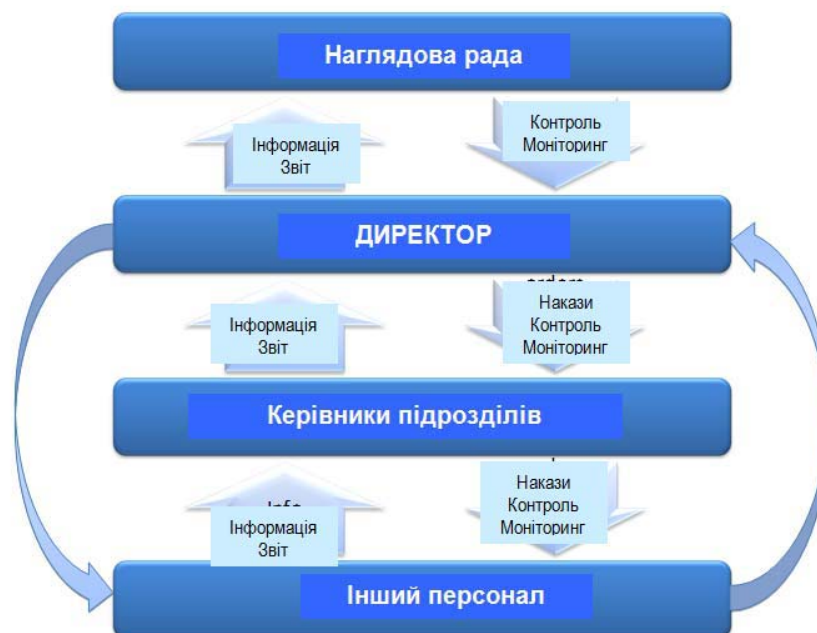 Наглядова рада
Інформація
Звіт
Контроль
Моніторинг
ДИРЕКТОР
Інформація
Звіт
Накази
Контроль
Моніторинг
Керівники підрозділів
Інформація
Звіт
Накази
Контроль
Моніторинг
Інший персонал